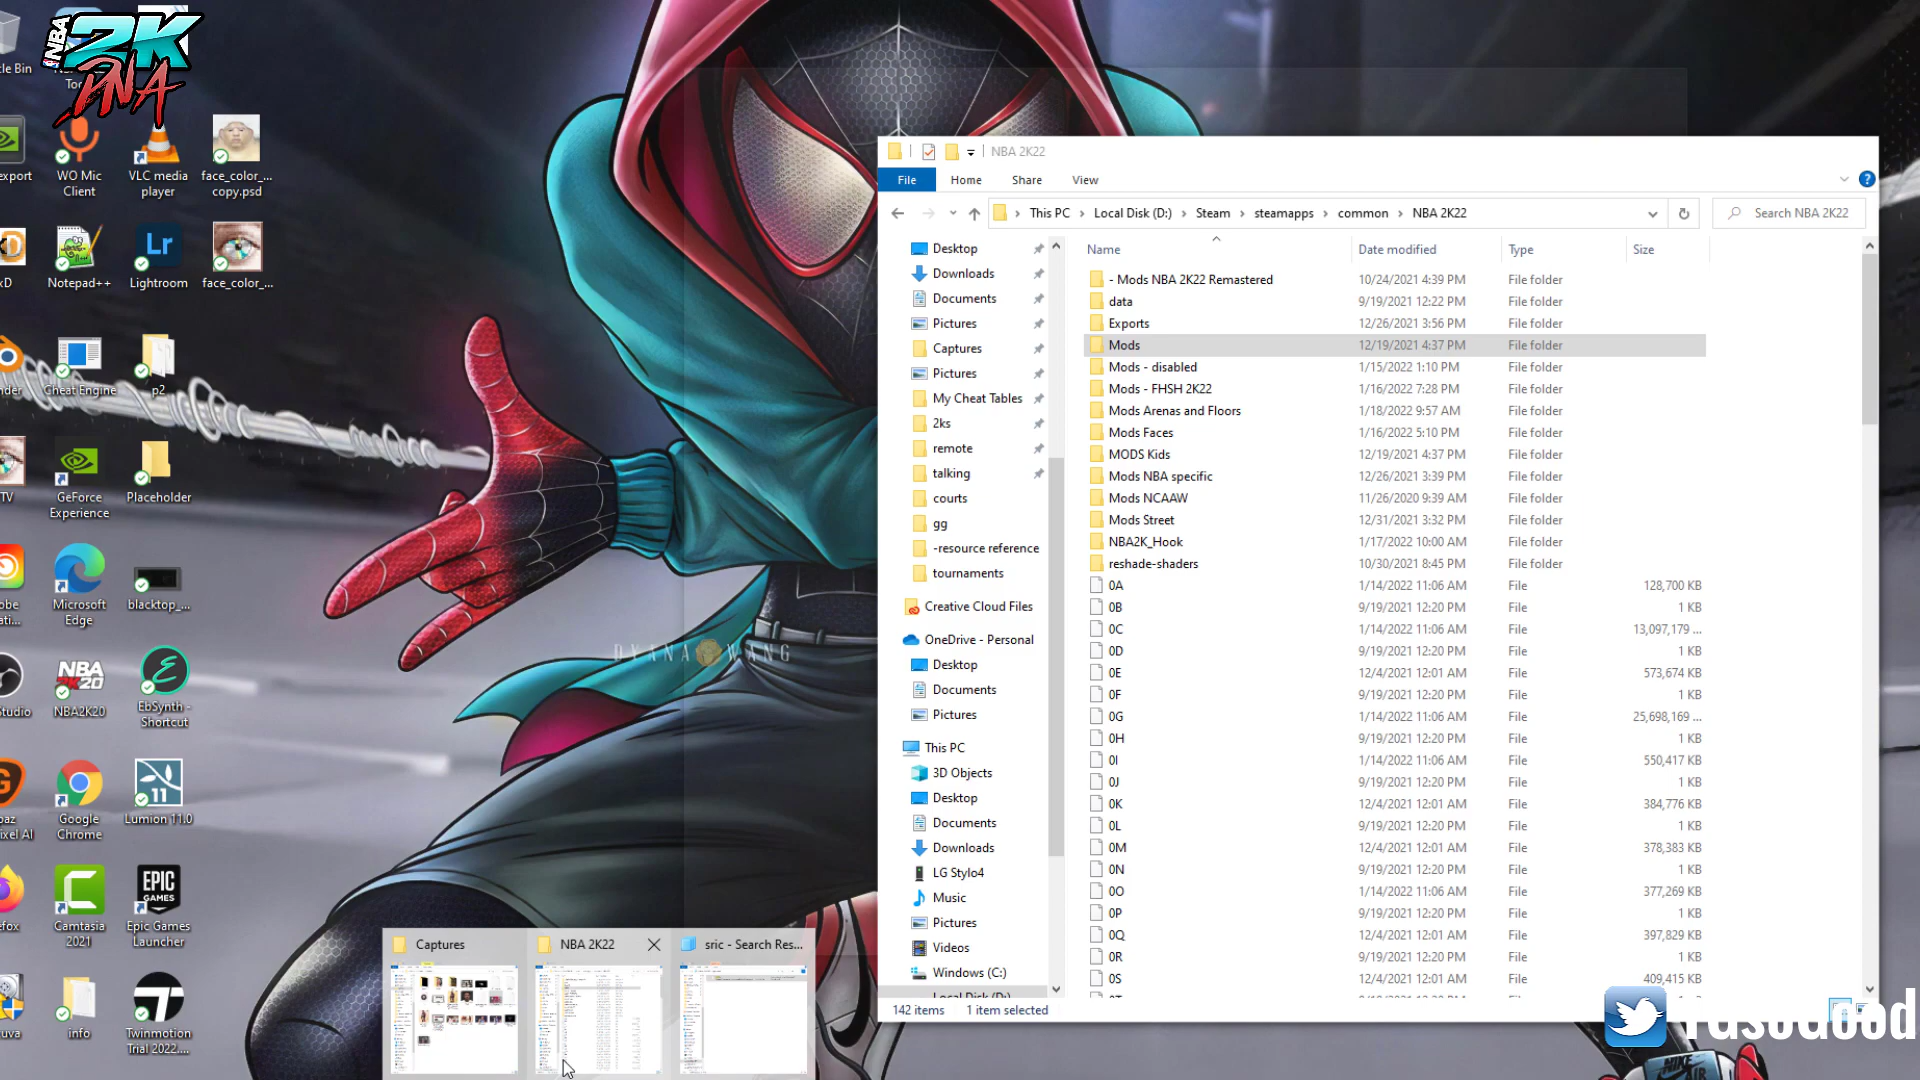 NBA 2K
DNA
cle Bin
Too
export
WO Mic
Client
VLC media
player
face_color_...
copy.psd
xD
Notepad++
Lr
Lightroom
face_color_...
nder
Cheat Engine
p2
TV
GeForce
Experience
Placeholder
obe
ati...
Microsoft
Edge
blacktop_...
Studio
NBA
2K20
NBA2K20
EbSynth -
Shortcut
paz
ixel AI
Google
Chrome
11
Lumion 11.0
efox
Camtasia
2021
EPIC
GAMES
Epic Games
Launcher
uva
info
Twinmotion
Trial 2022....
DYANA WANG
Captures
NBA 2K22
sric - Search Res...
NBA 2K22
File Home Share View
This PC > Local Disk (D:) > Steam > steamapps > common > NBA 2K22
Search NBA 2K22
Desktop
Downloads
Documents
Pictures
Captures
Pictures
My Cheat Tables
2ks
remote
talking
courts
gg
-resource reference
tournaments
Creative Cloud Files
OneDrive - Personal
Desktop
Documents
Pictures
This PC
3D Objects
Desktop
Documents
Downloads
LG Stylo4
Music
Pictures
Videos
Windows (C:)
Local Disk (D:)
Name Date modified Type Size
- Mods NBA 2K22 Remastered 10/24/2021 4:39 PM File folder
data 9/19/2021 12:22 PM File folder
Exports 12/26/2021 3:56 PM File folder
Mods 12/19/2021 4:37 PM File folder
Mods - disabled 1/15/2022 1:10 PM File folder
Mods - FHSH 2K22 1/16/2022 7:28 PM File folder
Mods Arenas and Floors 1/18/2022 9:57 AM File folder
Mods Faces 1/16/2022 5:10 PM File folder
MODS Kids 12/19/2021 4:37 PM File folder
Mods NBA specific 12/26/2021 3:39 PM File folder
Mods NCAAW 11/26/2020 9:39 AM File folder
Mods Street 12/31/2021 3:32 PM File folder
NBA2K_Hook 1/17/2022 10:00 AM File folder
reshade-shaders 10/30/2021 8:45 PM File folder
0A 1/14/2022 11:06 AM File 128,700 KB
0B 9/19/2021 12:20 PM File 1 KB
0C 1/14/2022 11:06 AM File 13,097,179 ...
0D 9/19/2021 12:20 PM File 1 KB
0E 12/4/2021 12:01 AM File 573,674 KB
0F 9/19/2021 12:20 PM File 1 KB
0G 1/14/2022 11:06 AM File 25,698,169 ...
0H 9/19/2021 12:20 PM File 1 KB
0I 1/14/2022 11:06 AM File 550,417 KB
0J 9/19/2021 12:20 PM File 1 KB
0K 12/4/2021 12:01 AM File 384,776 KB
0L 9/19/2021 12:20 PM File 1 KB
0M 12/4/2021 12:01 AM File 378,383 KB
0N 9/19/2021 12:20 PM File 1 KB
0O 1/14/2022 11:06 AM File 377,269 KB
0P 9/19/2021 12:20 PM File 1 KB
0Q 12/4/2021 12:01 AM File 397,829 KB
0R 9/19/2021 12:20 PM File 1 KB
0S 12/4/2021 12:01 AM File 409,415 KB
142 items 1 item selected
NIKE
AIR